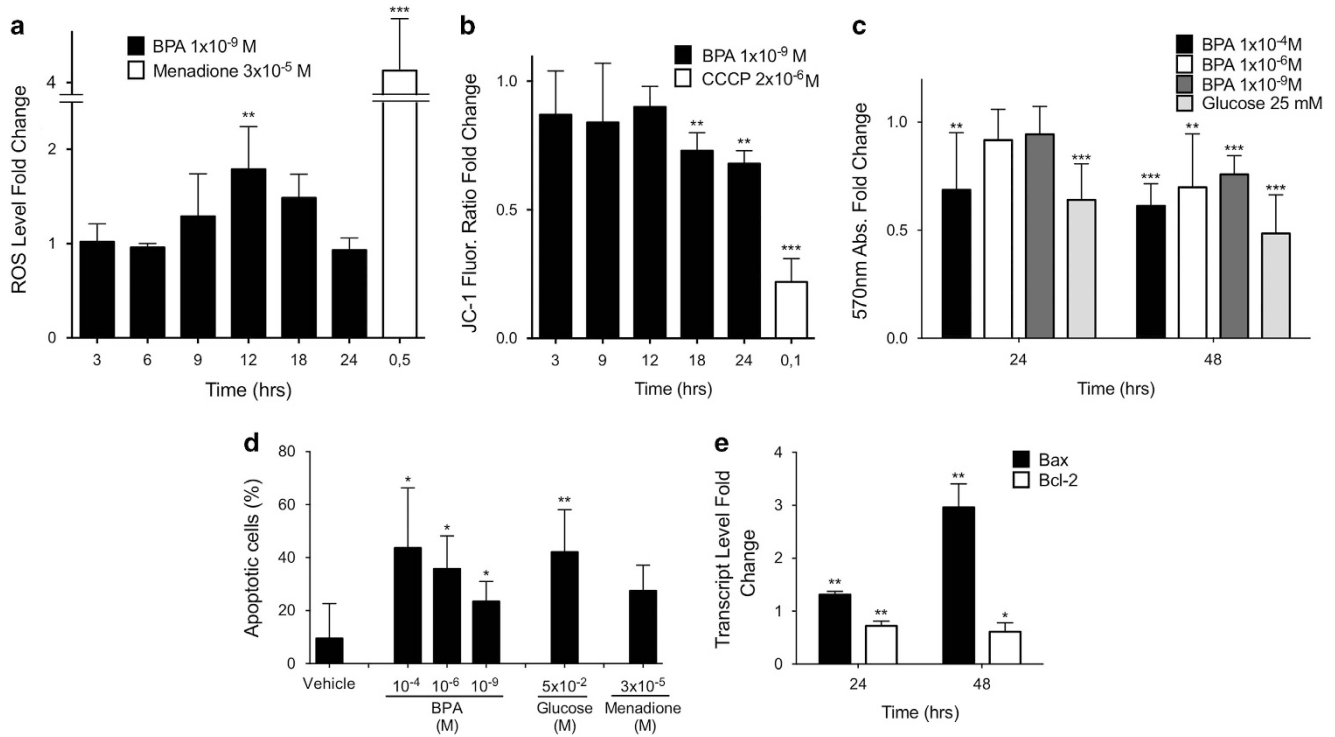 a
BPA 1x10⁻⁹ M
Menadione 3x10⁻⁵ M
ROS Level Fold Change
4
2
1
0
**
***
3 6 9 12 18 24 0,5
Time (hrs)
b
BPA 1x10⁻⁹ M
CCCP 2x10⁻⁶ M
JC-1 Fluor. Ratio Fold Change
1.0
0.5
0.0
** ** ***
3 9 12 18 24 0,1
Time (hrs)
c
BPA 1x10⁻⁴M
BPA 1x10⁻⁶M
BPA 1x10⁻⁹M
Glucose 25 mM
570nm Abs. Fold Change
1.0
0.5
0.0
** *** *** ** *** ***
24 48
Time (hrs)
d
Apoptotic cells (%)
80
60
40
20
0
* * * **
Vehicle 10⁻⁴ 10⁻⁶ 10⁻⁹ 5x10⁻² 3x10⁻⁵
BPA Glucose Menadione
(M) (M) (M)
e
Bax
Bcl-2
Transcript Level Fold
Change
4
3
2
1
0
** ** ** *
24 48
Time (hrs)